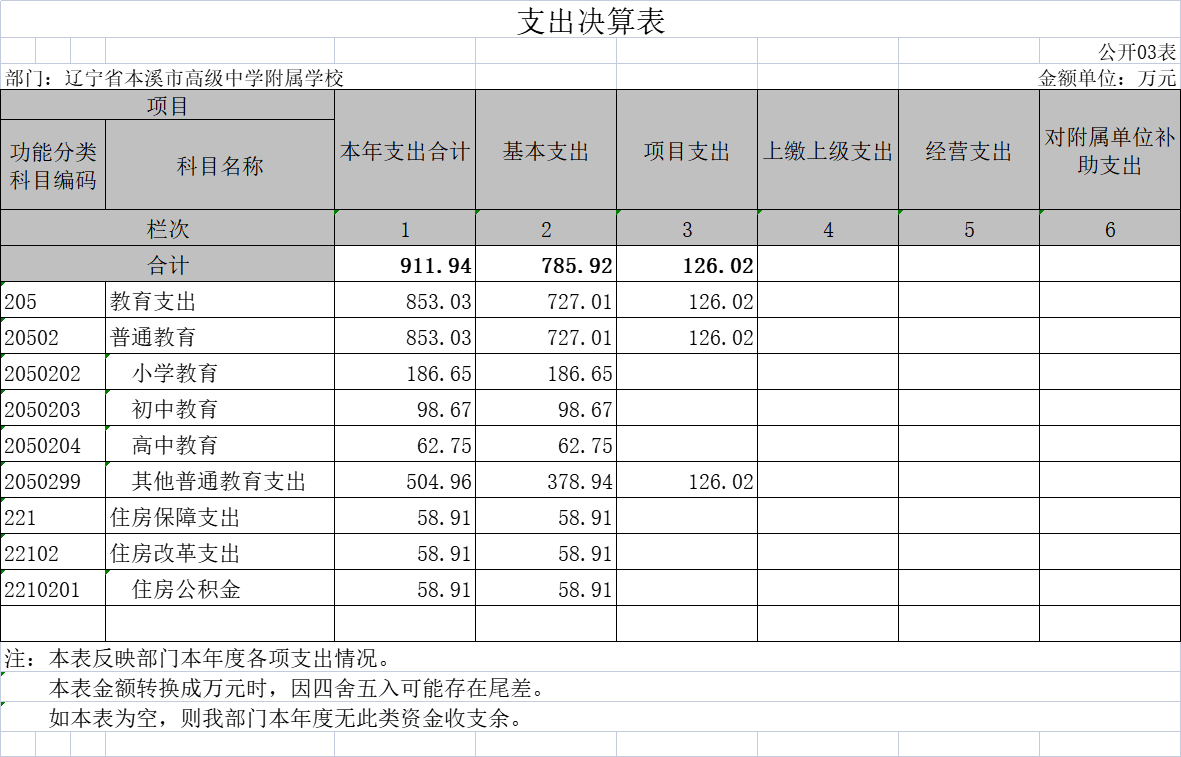 支出决算表
公开03表
部门：辽宁省本溪市高级中学附属学校 金额单位：万元
项目 本年支出合计 基本支出 项目支出 上缴上级支出 经营支出 对附属单位补助支出
功能分类科目编码 科目名称
栏次 1 2 3 4 5 6
合计 911.94 785.92 126.02
205 教育支出 853.03 727.01 126.02
20502 普通教育 853.03 727.01 126.02
2050202 小学教育 186.65 186.65
2050203 初中教育 98.67 98.67
2050204 高中教育 62.75 62.75
2050299 其他普通教育支出 504.96 378.94 126.02
221 住房保障支出 58.91 58.91
22102 住房改革支出 58.91 58.91
2210201 住房公积金 58.91 58.91
注：本表反映部门本年度各项支出情况。
本表金额转换成万元时，因四舍五入可能存在尾差。
如本表为空，则我部门本年度无此类资金收支余。